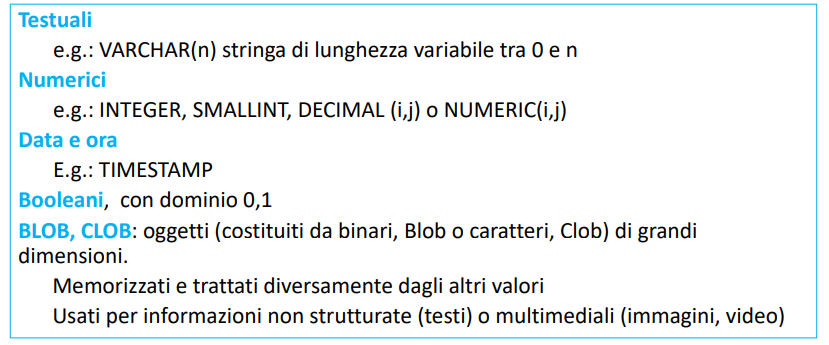 Testuali
e.g.: VARCHAR(n) stringa di lunghezza variabile tra 0 e n
Numerici
e.g.: INTEGER, SMALLINT, DECIMAL (i,j) o NUMERIC(i,j)
Data e ora
E.g.: TIMESTAMP
Booleani, con dominio 0,1
BLOB, CLOB: oggetti (costituiti da binari, Blob o caratteri, Clob) di grandi
dimensioni.
Memorizzati e trattati diversamente dagli altri valori
Usati per informazioni non strutturate (testi) o multimediali (immagini, video)